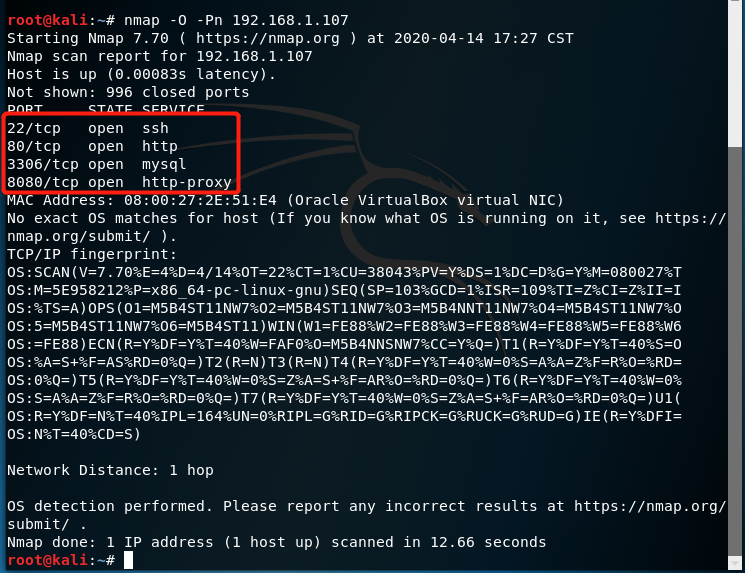 root@kali:~# nmap -O -Pn 192.168.1.107
Starting Nmap 7.70 ( https://nmap.org ) at 2020-04-14 17:27 CST
Nmap scan report for 192.168.1.107
Host is up (0.00083s latency).
Not shown: 996 closed ports
PORT     STATE SERVICE
22/tcp   open  ssh
80/tcp   open  http
3306/tcp open  mysql
8080/tcp open  http-proxy
MAC Address: 08:00:27:2E:51:E4 (Oracle VirtualBox virtual NIC)
No exact OS matches for host (If you know what OS is running on it, see https://
nmap.org/submit/ ).
TCP/IP fingerprint:
OS:SCAN(V=7.70%E=4%D=4/14%OT=22%CT=1%CU=38043%PV=Y%DS=1%DC=D%G=Y%M=080027%T
OS:M=5E958212%P=x86_64-pc-linux-gnu)SEQ(SP=103%GCD=1%ISR=109%TI=Z%CI=Z%II=I
OS:%TS=A)OPS(O1=M5B4ST11NW7%O2=M5B4ST11NW7%O3=M5B4NNT11NW7%O4=M5B4ST11NW7%O
OS:5=M5B4ST11NW7%O6=M5B4ST11)WIN(W1=FE88%W2=FE88%W3=FE88%W4=FE88%W5=FE88%W6
OS:=FE88)ECN(R=Y%DF=Y%T=40%W=FAF0%O=M5B4NNSNW7%CC=Y%Q=)T1(R=Y%DF=Y%T=40%S=O
OS:%A=S+%F=AS%RD=0%Q=)T2(R=N)T3(R=N)T4(R=Y%DF=Y%T=40%W=0%S=A%A=Z%F=R%O=%RD=
OS:0%Q=)T5(R=Y%DF=Y%T=40%W=0%S=Z%A=S+%F=AR%O=%RD=0%Q=)T6(R=Y%DF=Y%T=40%W=0%
OS:S=A%A=Z%F=R%O=%RD=0%Q=)T7(R=Y%DF=Y%T=40%W=0%S=Z%A=S+%F=AR%O=%RD=0%Q=)U1(
OS:R=Y%DF=N%T=40%IPL=164%UN=0%RIPL=G%RID=G%RIPCK=G%RUCK=G%RUD=G)IE(R=Y%DFI=
OS:N%T=40%CD=S)
Network Distance: 1 hop
OS detection performed. Please report any incorrect results at https://nmap.org/
submit/ .
Nmap done: 1 IP address (1 host up) scanned in 12.66 seconds
root@kali:~#